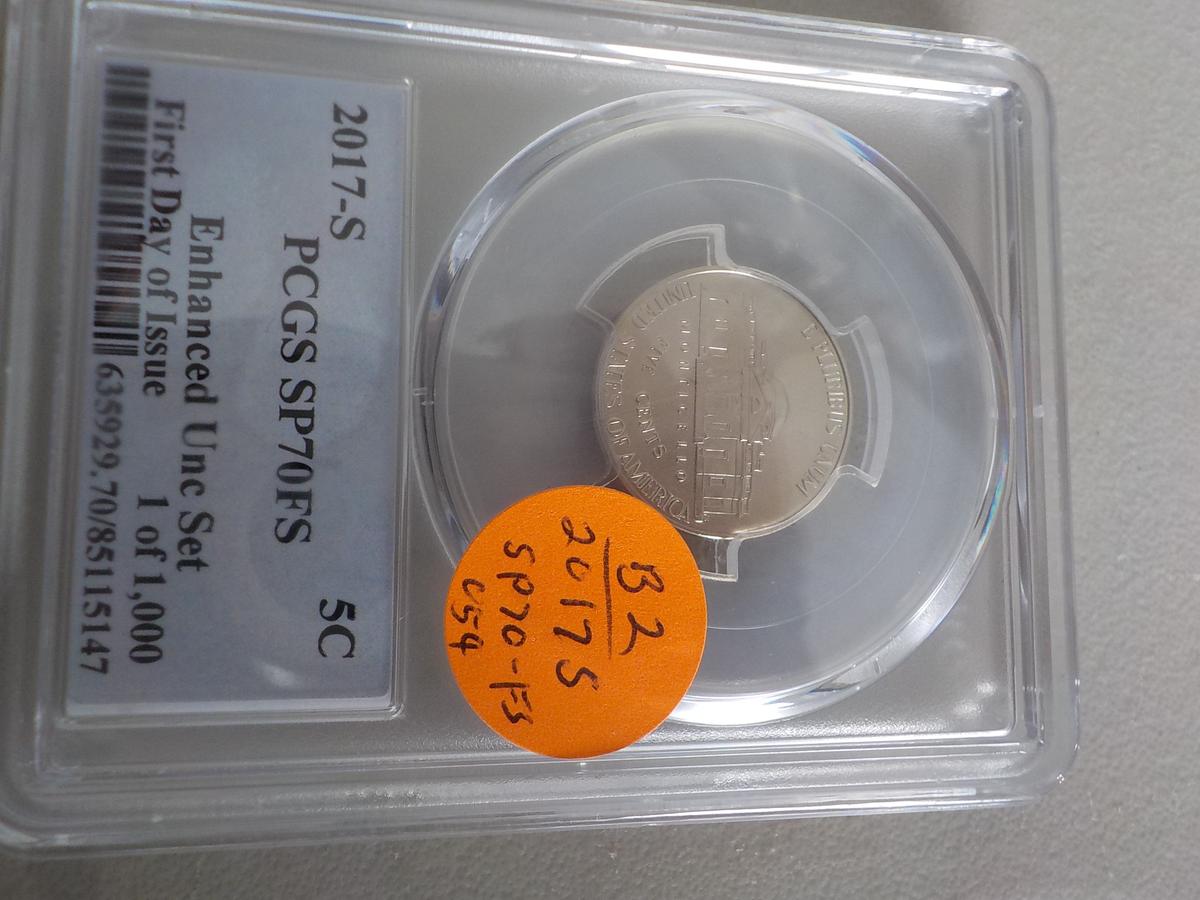 2017-S 5C
PCGS SP70FS
Enhanced Unc Set
First Day of Issue 1 of 1,000
635929.70/85115147
E PLURIBUS UNUM
MONTICELLO
FIVE CENTS
UNITED STATES OF AMERICA
B2
2017S
SP70-FS